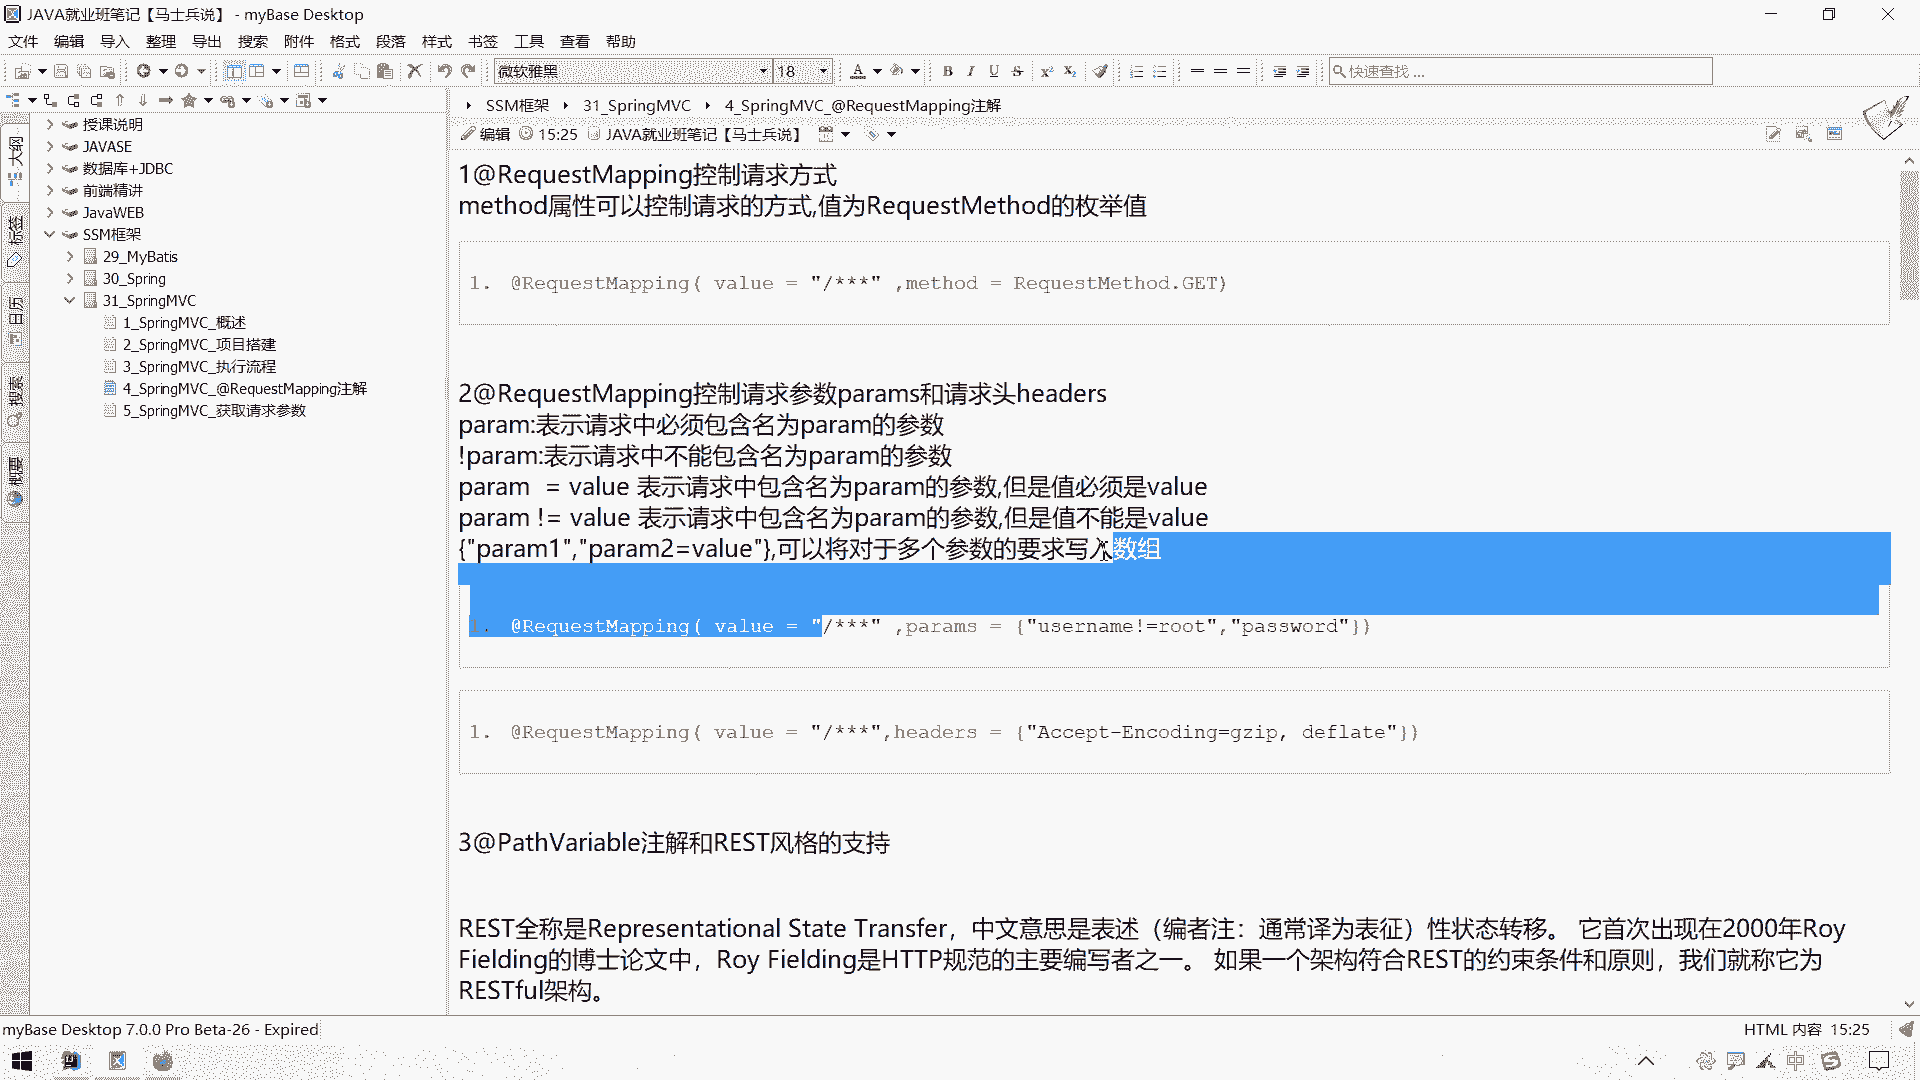 JAVA就业班笔记【马士兵说】 - myBase Desktop
文件 编辑 导入 整理 导出 搜索 附件 格式 段落 样式 书签 工具 查看 帮助
微软雅黑 18 A B I U S x² X₂ 快速查找 ...
SSM框架 31_SpringMVC 4_SpringMVC_@RequestMapping注解
编辑 15:25 JAVA就业班笔记【马士兵说】
大纲
标签
日历
搜索
概要
授课说明
JAVASE
数据库+JDBC
前端精讲
JavaWEB
SSM框架
29_MyBatis
30_Spring
31_SpringMVC
1_SpringMVC_概述
2_SpringMVC_项目搭建
3_SpringMVC_执行流程
4_SpringMVC_@RequestMapping注解
5_SpringMVC_获取请求参数
1@RequestMapping控制请求方式
method属性可以控制请求的方式,值为RequestMethod的枚举值
1. @RequestMapping( value = "/***" ,method = RequestMethod.GET)
2@RequestMapping控制请求参数params和请求头headers
param:表示请求中必须包含名为param的参数
!param:表示请求中不能包含名为param的参数
param  = value 表示请求中包含名为param的参数,但是值必须是value
param != value 表示请求中包含名为param的参数,但是值不能是value
{"param1","param2=value"},可以将对于多个参数的要求写入数组
1. @RequestMapping( value = "/***" ,params = {"username!=root","password"})
1. @RequestMapping( value = "/***",headers = {"Accept-Encoding=gzip, deflate"})
3@PathVariable注解和REST风格的支持
REST全称是Representational State Transfer，中文意思是表述（编者注：通常译为表征）性状态转移。 它首次出现在2000年Roy
Fielding的博士论文中，Roy Fielding是HTTP规范的主要编写者之一。 如果一个架构符合REST的约束条件和原则，我们就称它为
RESTful架构。
myBase Desktop 7.0.0 Pro Beta-26 - Expired
HTML 内容 15:25
中